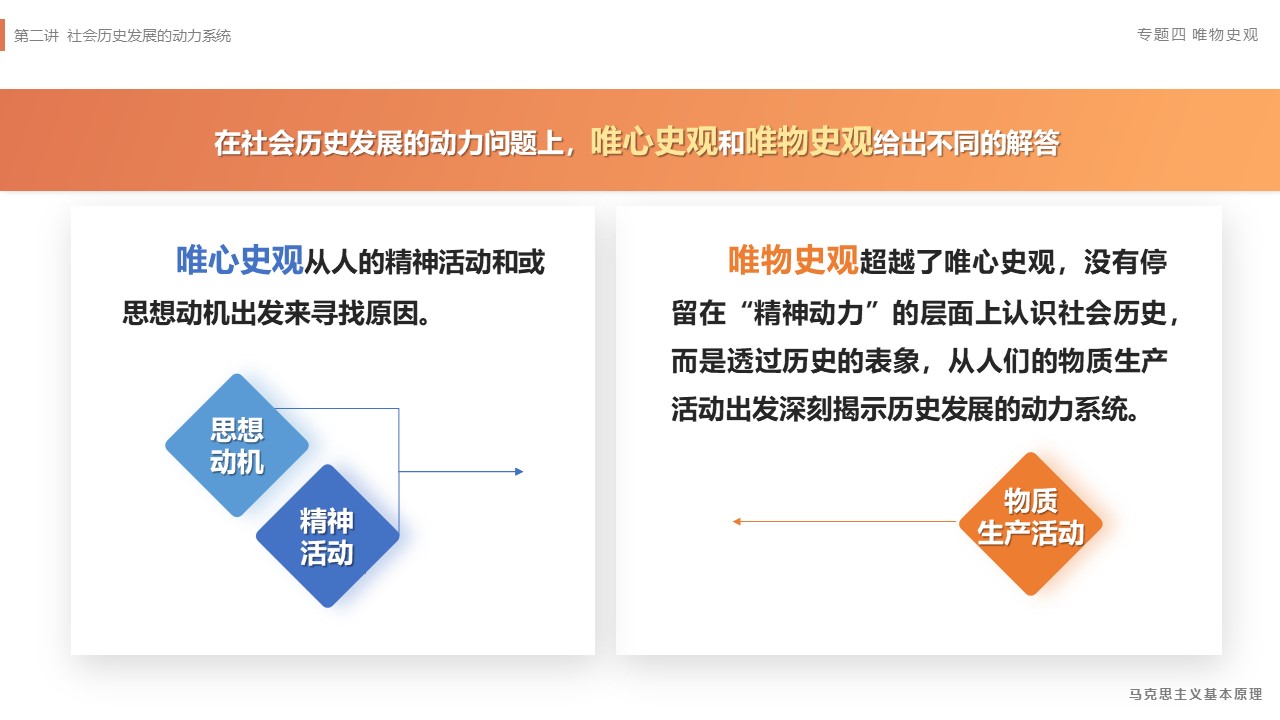 第二讲 社会历史发展的动力系统
专题四 唯物史观
在社会历史发展的动力问题上，唯心史观和唯物史观给出不同的解答
唯心史观从人的精神活动和或
思想动机出发来寻找原因。
思想
动机
精神
活动
唯物史观超越了唯心史观，没有停
留在“精神动力”的层面上认识社会历史，
而是透过历史的表象，从人们的物质生产
活动出发深刻揭示历史发展的动力系统。
物质
生产活动
马克思主义基本原理